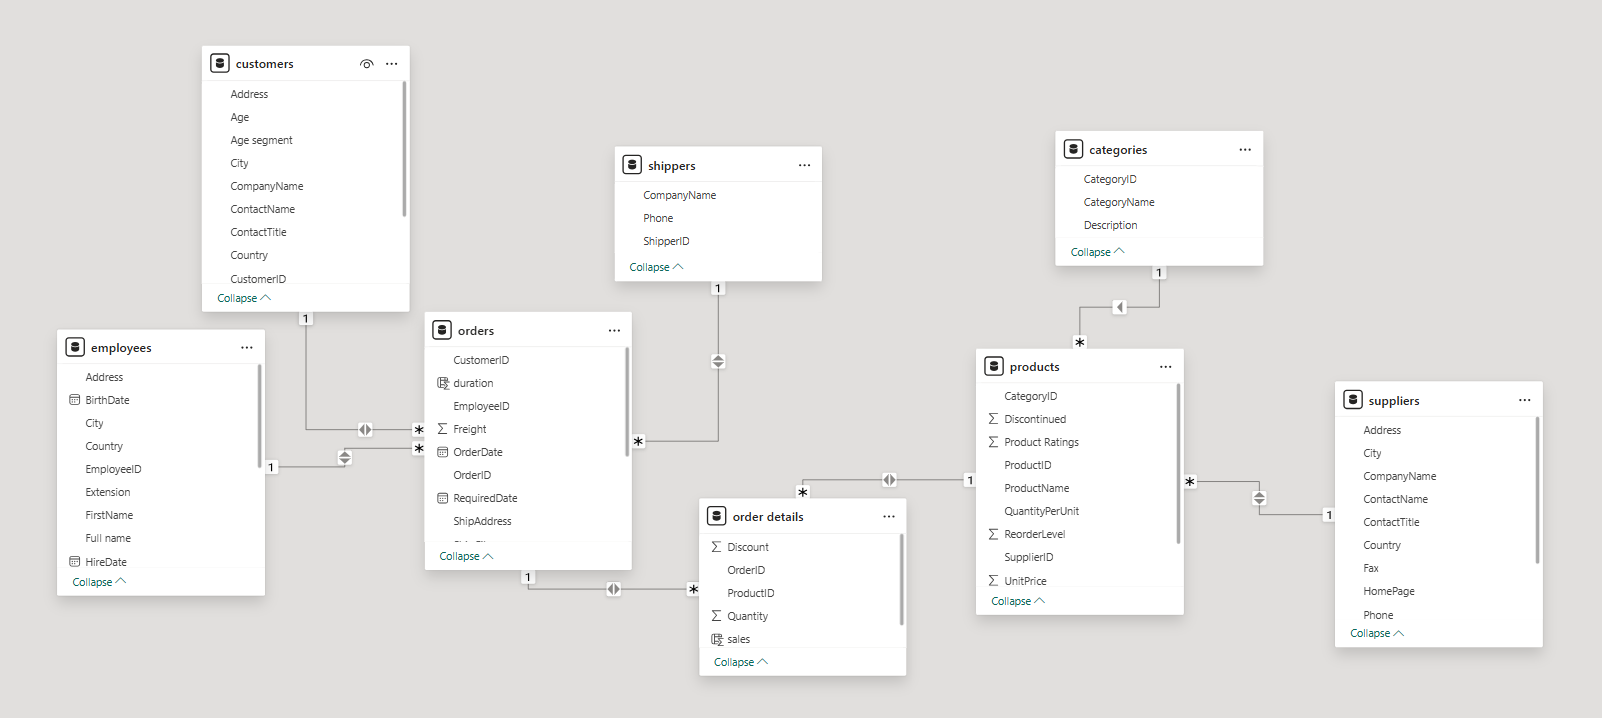 customers
Address
Age
Age segment
City
CompanyName
ContactName
ContactTitle
Country
CustomerID
Collapse
1
shippers
CompanyName
Phone
ShipperID
Collapse
1
categories
CategoryID
CategoryName
Description
Collapse
1
employees
Address
BirthDate
City
Country
EmployeeID
Extension
FirstName
Full name
HireDate
Collapse
1
*
*
orders
CustomerID
duration
EmployeeID
Freight
OrderDate
OrderID
RequiredDate
ShipAddress
Collapse
*
1
order details
Discount
OrderID
ProductID
Quantity
sales
Collapse
*
*
1
products
CategoryID
Discontinued
Product Ratings
ProductID
ProductName
QuantityPerUnit
ReorderLevel
SupplierID
UnitPrice
Collapse
*
*
1
suppliers
Address
City
CompanyName
ContactName
ContactTitle
Country
Fax
HomePage
Phone
Collapse